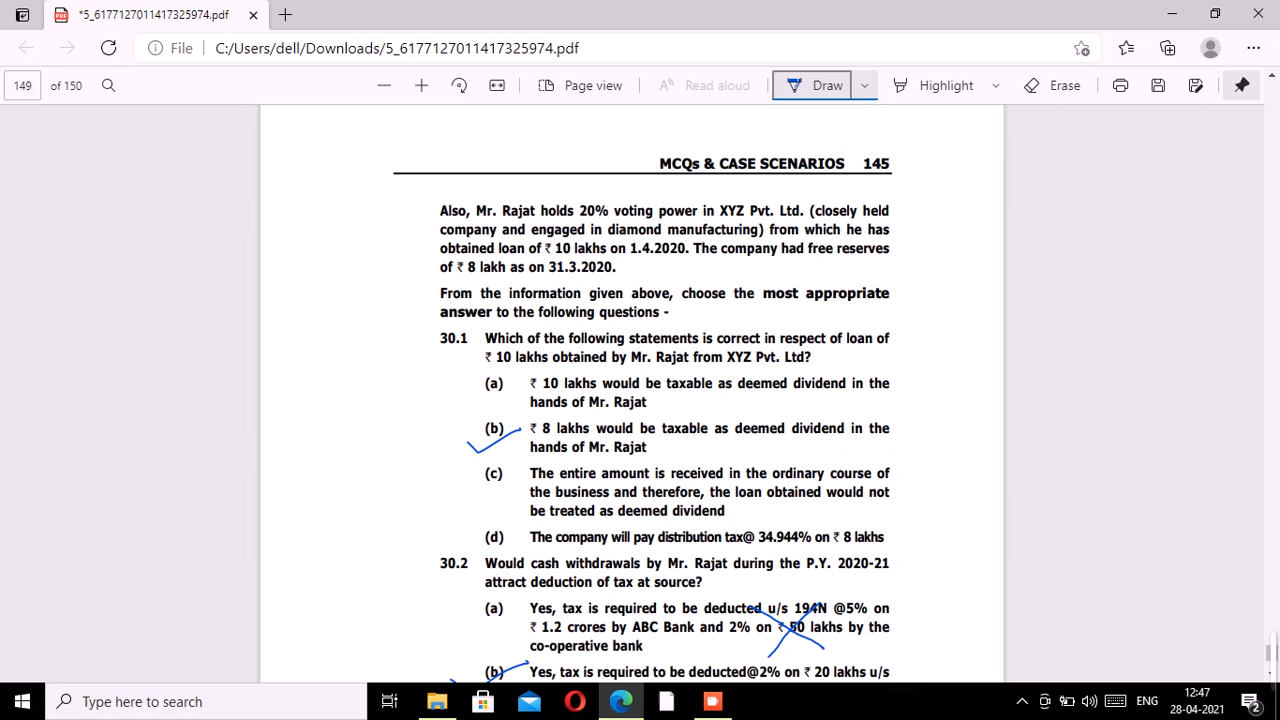 *5_6177127011417325974.pdf
File
C:/Users/dell/Downloads/5_6177127011417325974.pdf
149 of 150
Page view
Read aloud
Draw
Highlight
Erase
MCQs & CASE SCENARIOS 145
Also, Mr. Rajat holds 20% voting power in XYZ Pvt. Ltd. (closely held
company and engaged in diamond manufacturing) from which he has
obtained loan of ₹ 10 lakhs on 1.4.2020. The company had free reserves
of ₹ 8 lakh as on 31.3.2020.
From the information given above, choose the most appropriate
answer to the following questions -
30.1 Which of the following statements is correct in respect of loan of
₹ 10 lakhs obtained by Mr. Rajat from XYZ Pvt. Ltd?
(a) ₹ 10 lakhs would be taxable as deemed dividend in the
hands of Mr. Rajat
(b) ₹ 8 lakhs would be taxable as deemed dividend in the
hands of Mr. Rajat
(c) The entire amount is received in the ordinary course of
the business and therefore, the loan obtained would not
be treated as deemed dividend
(d) The company will pay distribution tax@ 34.944% on ₹ 8 lakhs
30.2 Would cash withdrawals by Mr. Rajat during the P.Y. 2020-21
attract deduction of tax at source?
(a) Yes, tax is required to be deducted u/s 194N @5% on
₹ 1.2 crores by ABC Bank and 2% on ₹ 50 lakhs by the
co-operative bank
(b) Yes, tax is required to be deducted@2% on ₹ 20 lakhs u/s
Type here to search
ENG
12:47
28-04-2021
2